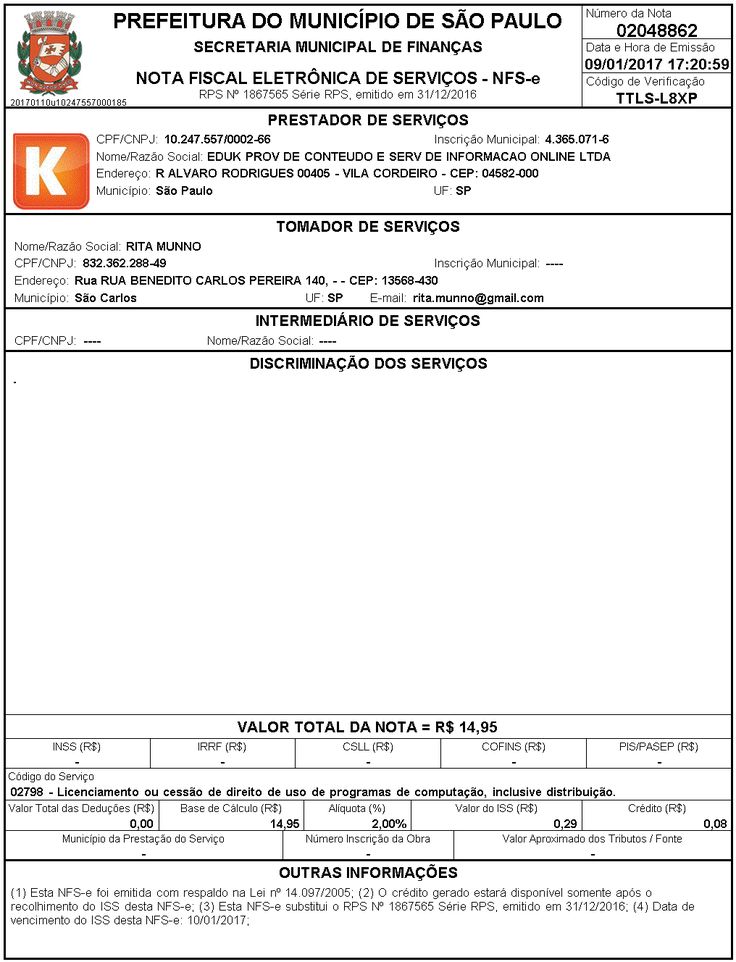 PREFEITURA DO MUNICÍPIO DE SÃO PAULO
SECRETARIA MUNICIPAL DE FINANÇAS
NOTA FISCAL ELETRÔNICA DE SERVIÇOS - NFS-e
RPS Nº 1867565 Série RPS, emitido em 31/12/2016
20170110u10247557000185
Número da Nota
02048862
Data e Hora de Emissão
09/01/2017 17:20:59
Código de Verificação
TTLS-L8XP
PRESTADOR DE SERVIÇOS
K
CPF/CNPJ: 10.247.557/0002-66 Inscrição Municipal: 4.365.071-6
Nome/Razão Social: EDUK PROV DE CONTEUDO E SERV DE INFORMACAO ONLINE LTDA
Endereço: R ALVARO RODRIGUES 00405 - VILA CORDEIRO - CEP: 04582-000
Município: São Paulo UF: SP
TOMADOR DE SERVIÇOS
Nome/Razão Social: RITA MUNNO
CPF/CNPJ: 832.362.288-49 Inscrição Municipal: ----
Endereço: Rua RUA BENEDITO CARLOS PEREIRA 140, - - CEP: 13568-430
Município: São Carlos UF: SP E-mail: rita.munno@gmail.com
INTERMEDIÁRIO DE SERVIÇOS
CPF/CNPJ: ---- Nome/Razão Social: ----
DISCRIMINAÇÃO DOS SERVIÇOS
.
VALOR TOTAL DA NOTA = R$ 14,95
INSS (R$) IRRF (R$) CSLL (R$) COFINS (R$) PIS/PASEP (R$)
- - - - -
Código do Serviço
02798 - Licenciamento ou cessão de direito de uso de programas de computação, inclusive distribuição.
Valor Total das Deduções (R$) Base de Cálculo (R$) Alíquota (%) Valor do ISS (R$) Crédito (R$)
0,00 14,95 2,00% 0,29 0,08
Município da Prestação do Serviço Número Inscrição da Obra Valor Aproximado dos Tributos / Fonte
- - -
OUTRAS INFORMAÇÕES
(1) Esta NFS-e foi emitida com respaldo na Lei nº 14.097/2005; (2) O crédito gerado estará disponível somente após o
recolhimento do ISS desta NFS-e; (3) Esta NFS-e substitui o RPS Nº 1867565 Série RPS, emitido em 31/12/2016; (4) Data de
vencimento do ISS desta NFS-e: 10/01/2017;